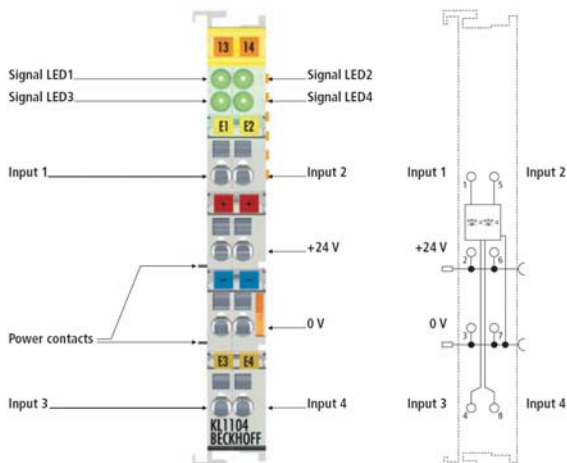 13 14
Signal LED1
Signal LED2
Signal LED3
Signal LED4
E1 E2
Input 1
Input 2
+ +
+24 V
− −
0 V
Power contacts
E3 E4
Input 3
Input 4
KL1104
BECKHOFF
Input 1
Input 2
1
5
+24 V
2
6
0 V
3
7
Input 3
Input 4
4
8